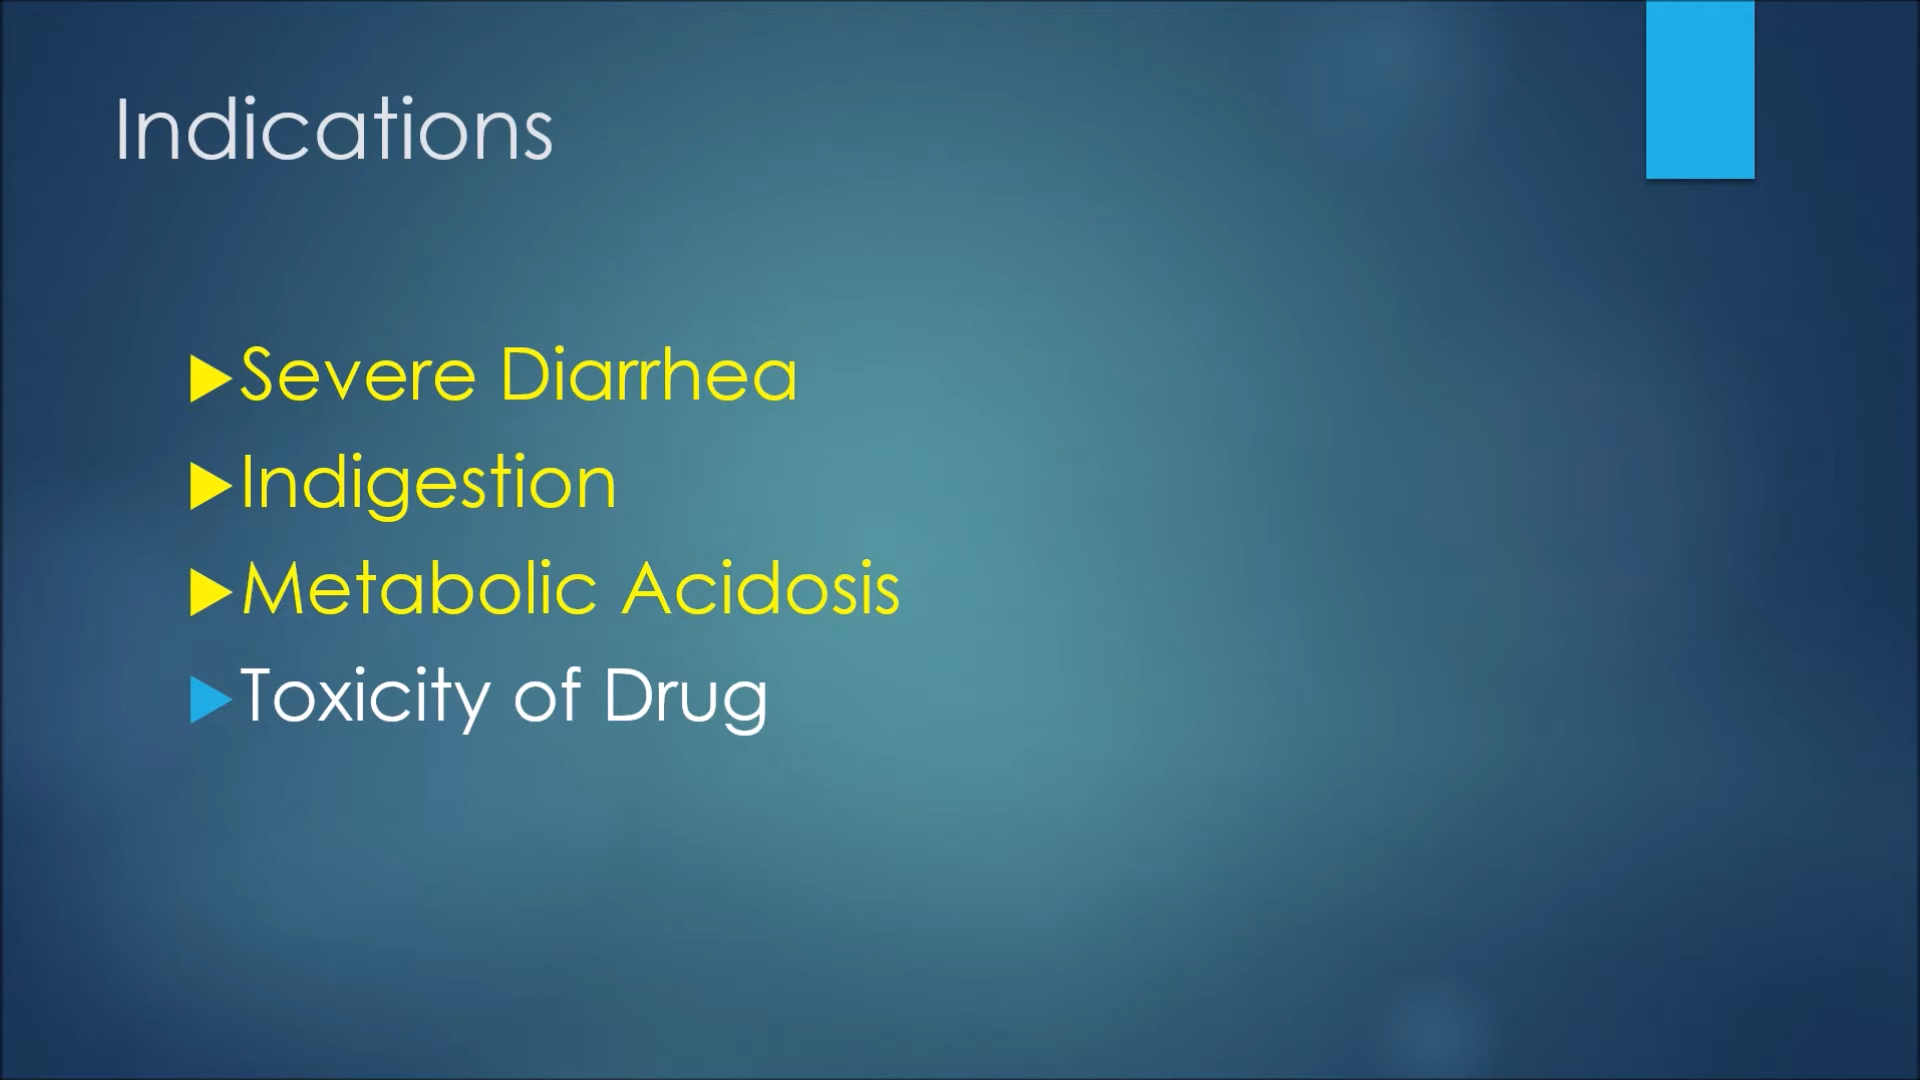 Indications
Severe Diarrhea
Indigestion
Metabolic Acidosis
Toxicity of Drug